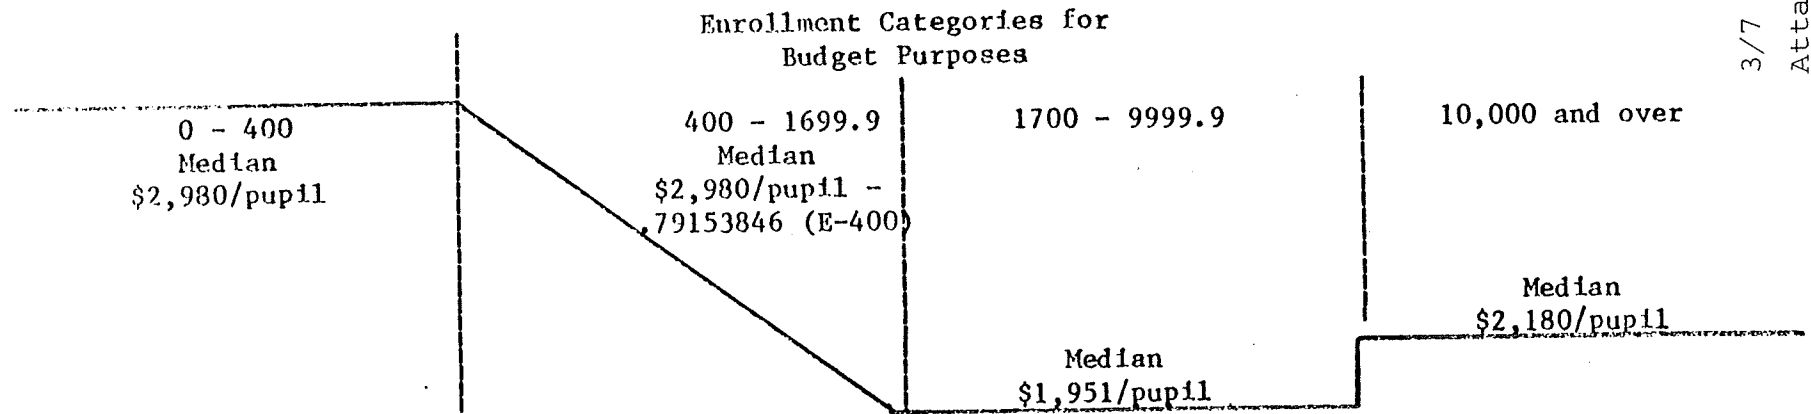 Enrollment Categories for
Budget Purposes
3/7
Atta
0 - 400
Median
$2,980/pupil
400 - 1699.9
Median
$2,980/pupil -
.79153846 (E-400)
1700 - 9999.9
Median
$1,951/pupil
10,000 and over
Median
$2,180/pupil